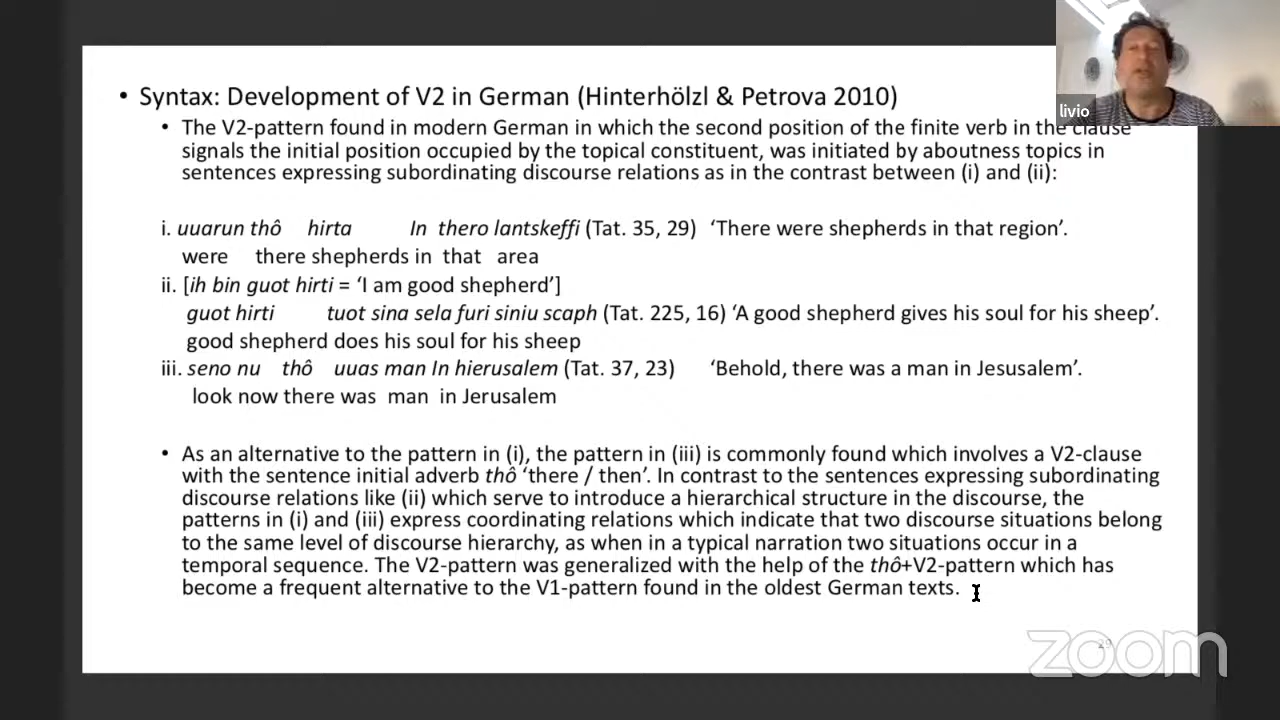 livio
• Syntax: Development of V2 in German (Hinterhölzl & Petrova 2010)
• The V2-pattern found in modern German in which the second position of the finite verb in the clause
signals the initial position occupied by the topical constituent, was initiated by aboutness topics in
sentences expressing subordinating discourse relations as in the contrast between (i) and (ii):
i. uuarun thô hirta In thero lantskeffi (Tat. 35, 29) ‘There were shepherds in that region’.
were there shepherds in that area
ii. [ih bin guot hirti = ‘I am good shepherd’]
guot hirti tuot sina sela furi siniu scaph (Tat. 225, 16) ‘A good shepherd gives his soul for his sheep’.
good shepherd does his soul for his sheep
iii. seno nu thô uuas man In hierusalem (Tat. 37, 23) ‘Behold, there was a man in Jesusalem’.
look now there was man in Jerusalem
• As an alternative to the pattern in (i), the pattern in (iii) is commonly found which involves a V2-clause
with the sentence initial adverb thô ‘there / then’. In contrast to the sentences expressing subordinating
discourse relations like (ii) which serve to introduce a hierarchical structure in the discourse, the
patterns in (i) and (iii) express coordinating relations which indicate that two discourse situations belong
to the same level of discourse hierarchy, as when in a typical narration two situations occur in a
temporal sequence. The V2-pattern was generalized with the help of the thô+V2-pattern which has
become a frequent alternative to the V1-pattern found in the oldest German texts.
29
zoom